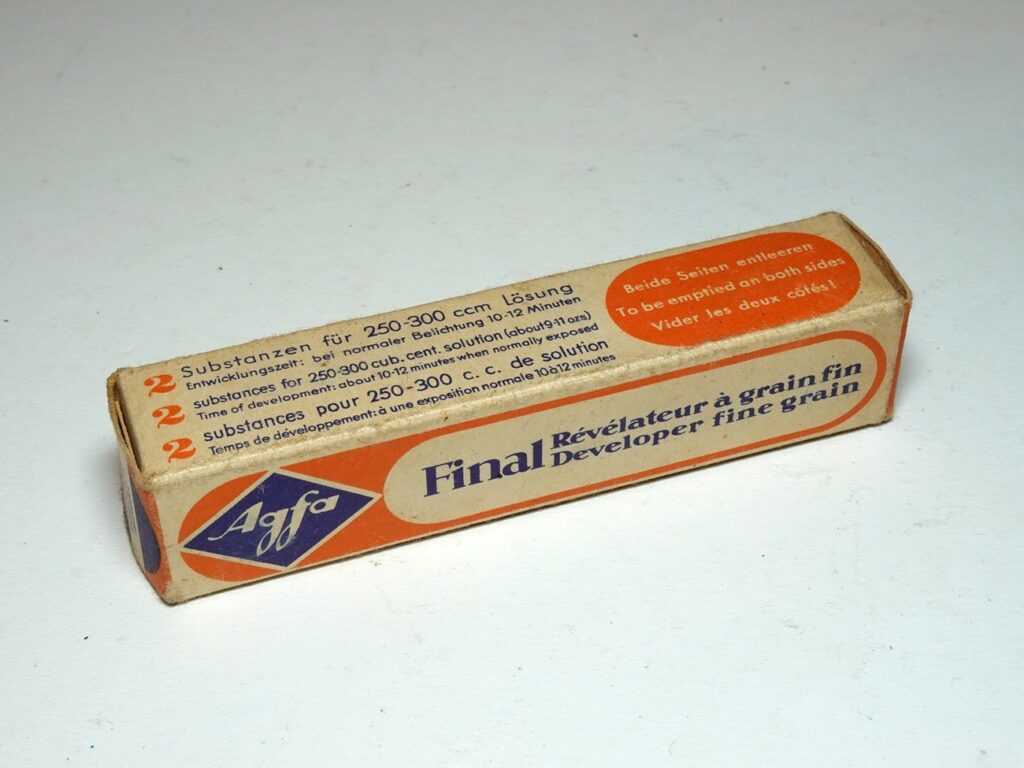 2 Substanzen für 250-300 ccm Lösung
Entwicklungszeit: bei normaler Belichtung 10-12 Minuten
2 substances for 250-300 cub. cent. solution (about 9-11 ozs)
Time of development: about 10-12 minutes when normally exposed
2 substances pour 250-300 c. c. de solution
Temps de développement: à une exposition normale 10 à 12 minutes
Beide Seiten entleeren
To be emptied an both sides
Vider les deux côtés!
Agfa
Final
Révélateur à grain fin
Developer fine grain